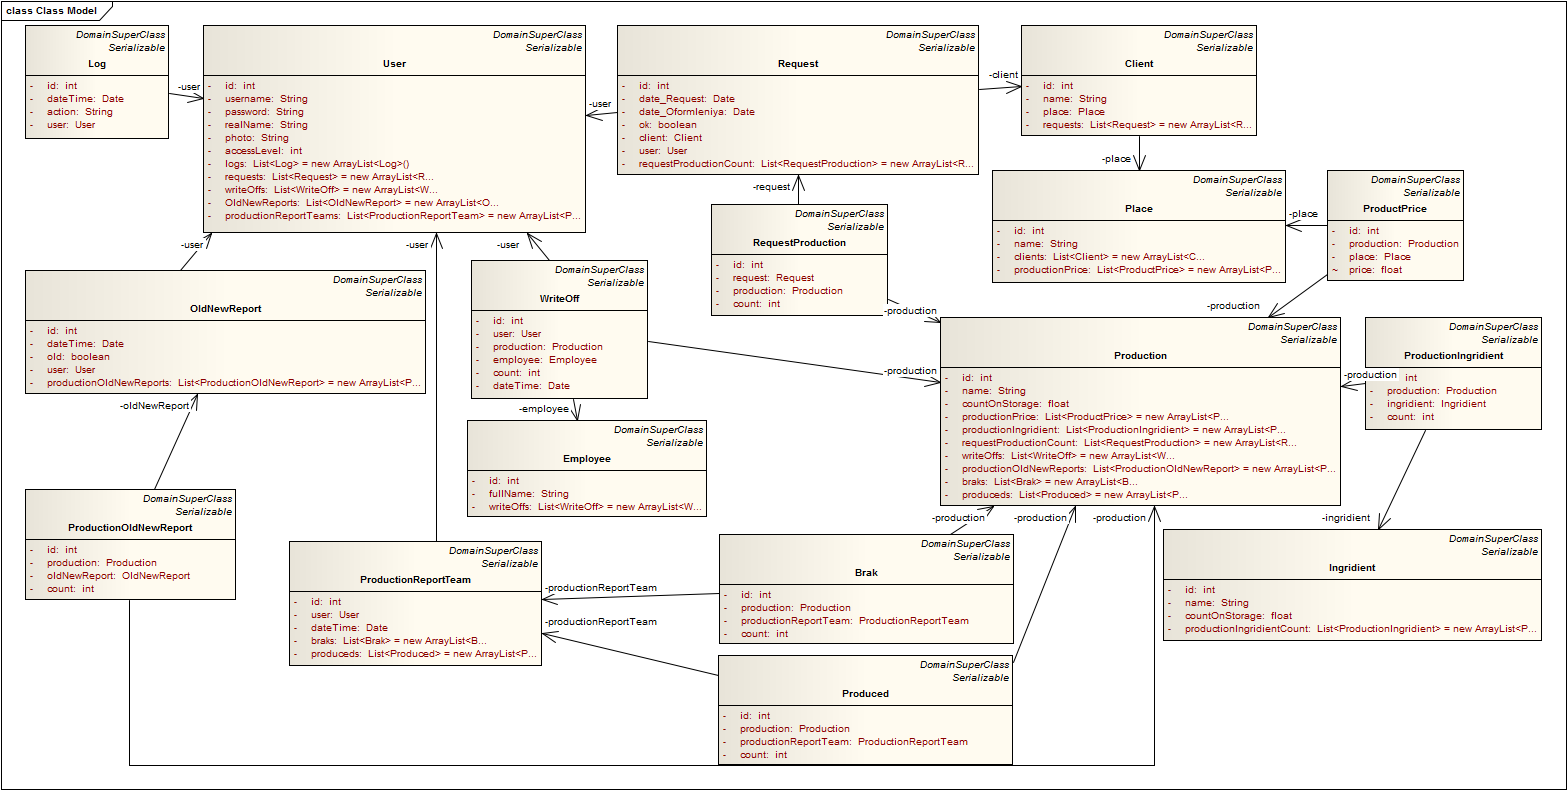 class Class Model
DomainSuperClass
Serializable
Log
- id: int
- dateTime: Date
- action: String
- user: User
-user
DomainSuperClass
Serializable
User
- id: int
- username: String
- password: String
- realName: String
- photo: String
- accessLevel: int
- logs: List<Log> = new ArrayList<Log>()
- requests: List<Request> = new ArrayList<R...
- writeOffs: List<WriteOff> = new ArrayList<W...
- OldNewReports: List<OldNewReport> = new ArrayList<O...
- productionReportTeams: List<ProductionReportTeam> = new ArrayList<P...
-user
DomainSuperClass
Serializable
Request
- id: int
- date_Request: Date
- date_Oformleniya: Date
- ok: boolean
- client: Client
- user: User
- requestProductionCount: List<RequestProduction> = new ArrayList<R...
-client
DomainSuperClass
Serializable
Client
- id: int
- name: String
- place: Place
- requests: List<Request> = new ArrayList<R...
-place
DomainSuperClass
Serializable
Place
- id: int
- name: String
- clients: List<Client> = new ArrayList<C...
- productionPrice: List<ProductPrice> = new ArrayList<P...
-place
DomainSuperClass
Serializable
ProductPrice
- id: int
- production: Production
- place: Place
~ price: float
-production
-request
DomainSuperClass
Serializable
RequestProduction
- id: int
- request: Request
- production: Production
- count: int
-production
-user
-user
-user
DomainSuperClass
Serializable
OldNewReport
- id: int
- dateTime: Date
- old: boolean
- user: User
- productionOldNewReports: List<ProductionOldNewReport> = new ArrayList<P...
-oldNewReport
DomainSuperClass
Serializable
WriteOff
- id: int
- user: User
- production: Production
- employee: Employee
- count: int
- dateTime: Date
-production
-employee
DomainSuperClass
Serializable
Employee
- id: int
- fullName: String
- writeOffs: List<WriteOff> = new ArrayList<W...
DomainSuperClass
Serializable
Production
- id: int
- name: String
- countOnStorage: float
- productionPrice: List<ProductPrice> = new ArrayList<P...
- productionIngridient: List<ProductionIngridient> = new ArrayList<P...
- requestProductionCount: List<RequestProduction> = new ArrayList<R...
- writeOffs: List<WriteOff> = new ArrayList<W...
- productionOldNewReports: List<ProductionOldNewReport> = new ArrayList<P...
- braks: List<Brak> = new ArrayList<B...
- produceds: List<Produced> = new ArrayList<P...
DomainSuperClass
Serializable
ProductionIngridient
-production
int
- production: Production
- ingridient: Ingridient
- count: int
-ingridient
DomainSuperClass
Serializable
Ingridient
- id: int
- name: String
- countOnStorage: float
- productionIngridientCount: List<ProductionIngridient> = new ArrayList<P...
-production
-production
-production
DomainSuperClass
Serializable
ProductionOldNewReport
- id: int
- production: Production
- oldNewReport: OldNewReport
- count: int
DomainSuperClass
Serializable
ProductionReportTeam
- id: int
- user: User
- dateTime: Date
- braks: List<Brak> = new ArrayList<B...
- produceds: List<Produced> = new ArrayList<P...
-productionReportTeam
-productionReportTeam
DomainSuperClass
Serializable
Brak
- id: int
- production: Production
- productionReportTeam: ProductionReportTeam
- count: int
DomainSuperClass
Serializable
Produced
- id: int
- production: Production
- productionReportTeam: ProductionReportTeam
- count: int